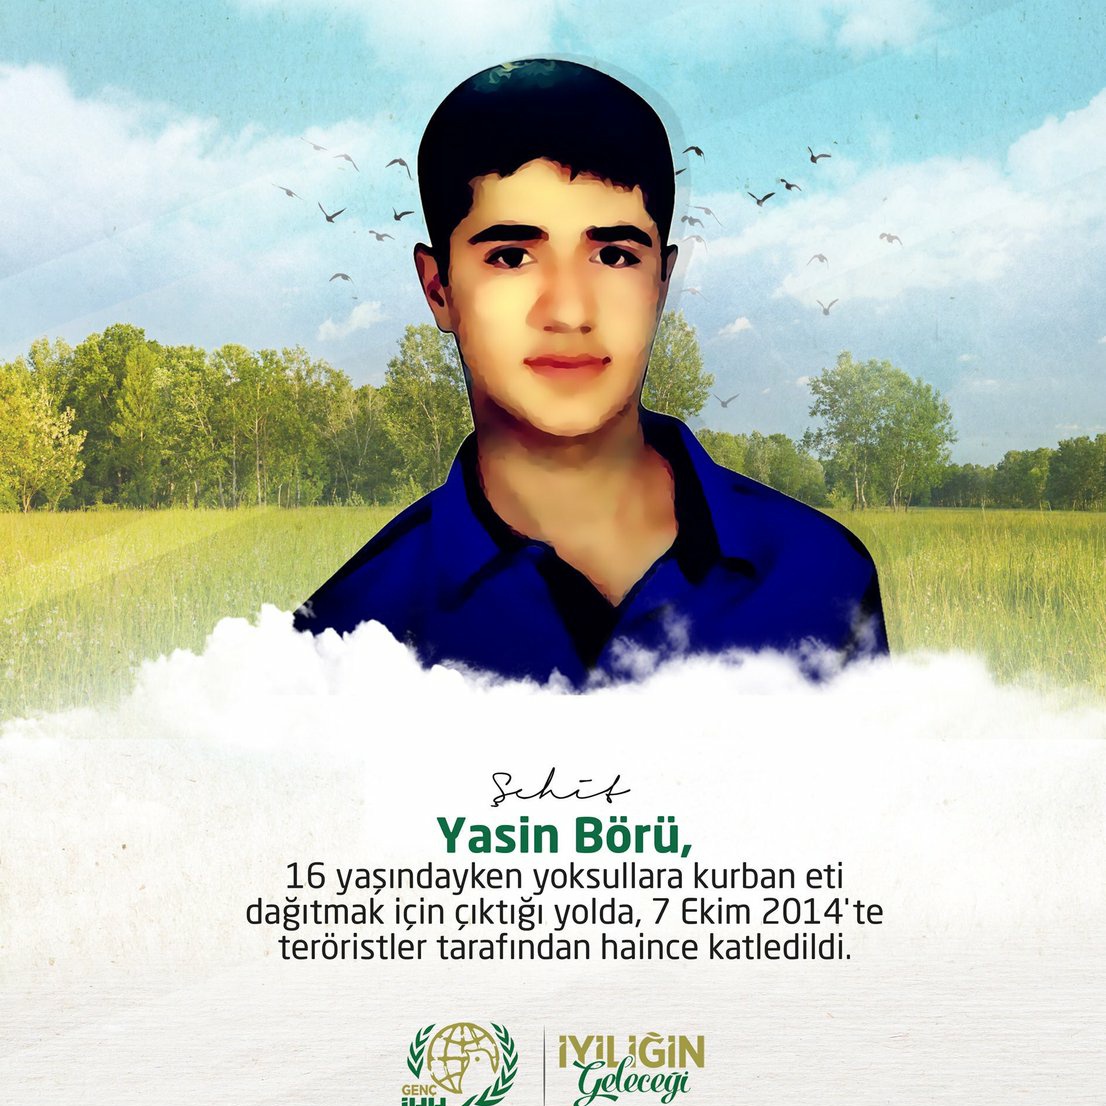 Şehit
Yasin Börü,
16 yaşındayken yoksullara kurban eti
dağıtmak için çıktığı yolda, 7 Ekim 2014'te
teröristler tarafından haince katledildi.
GENÇ
İHH
İYİLİĞİN
Geleceği